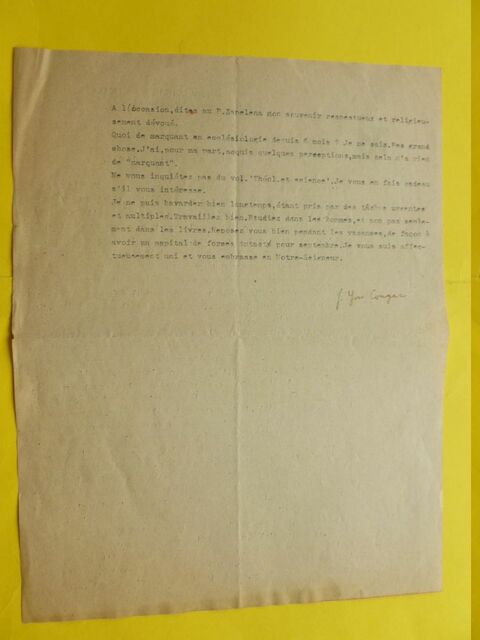 A l'occasion,dites au P.Zapelena mon souvenir respectueux et religieu-
sement dévoué.
Quoi de marquant en ecclésiologie depuis 6 mois ? Je ne sais.Pas grand
chose.J'ai,pour ma part,acquis quelques perceptions,mais cela n'a rien
de "marquant".
Ne vous inquiétez pas du vol.'Théol.et science'.Je vous en fais cadeau
s'il vous intéresse.
Je ne puis bavarder bien longtemps,étant pris par des tâches urgentes
et multiples.Travaillez bien.Etudiez dans les hommes,et non pas seule-
ment dans les livres.Reposez vous bien pendant les vacances,de façon à
avoir un capital de forces intacte pour septembre.Je vous suis affec-
tueusement uni et vous embrasse en Notre-Seigneur.
f. Yves Congar